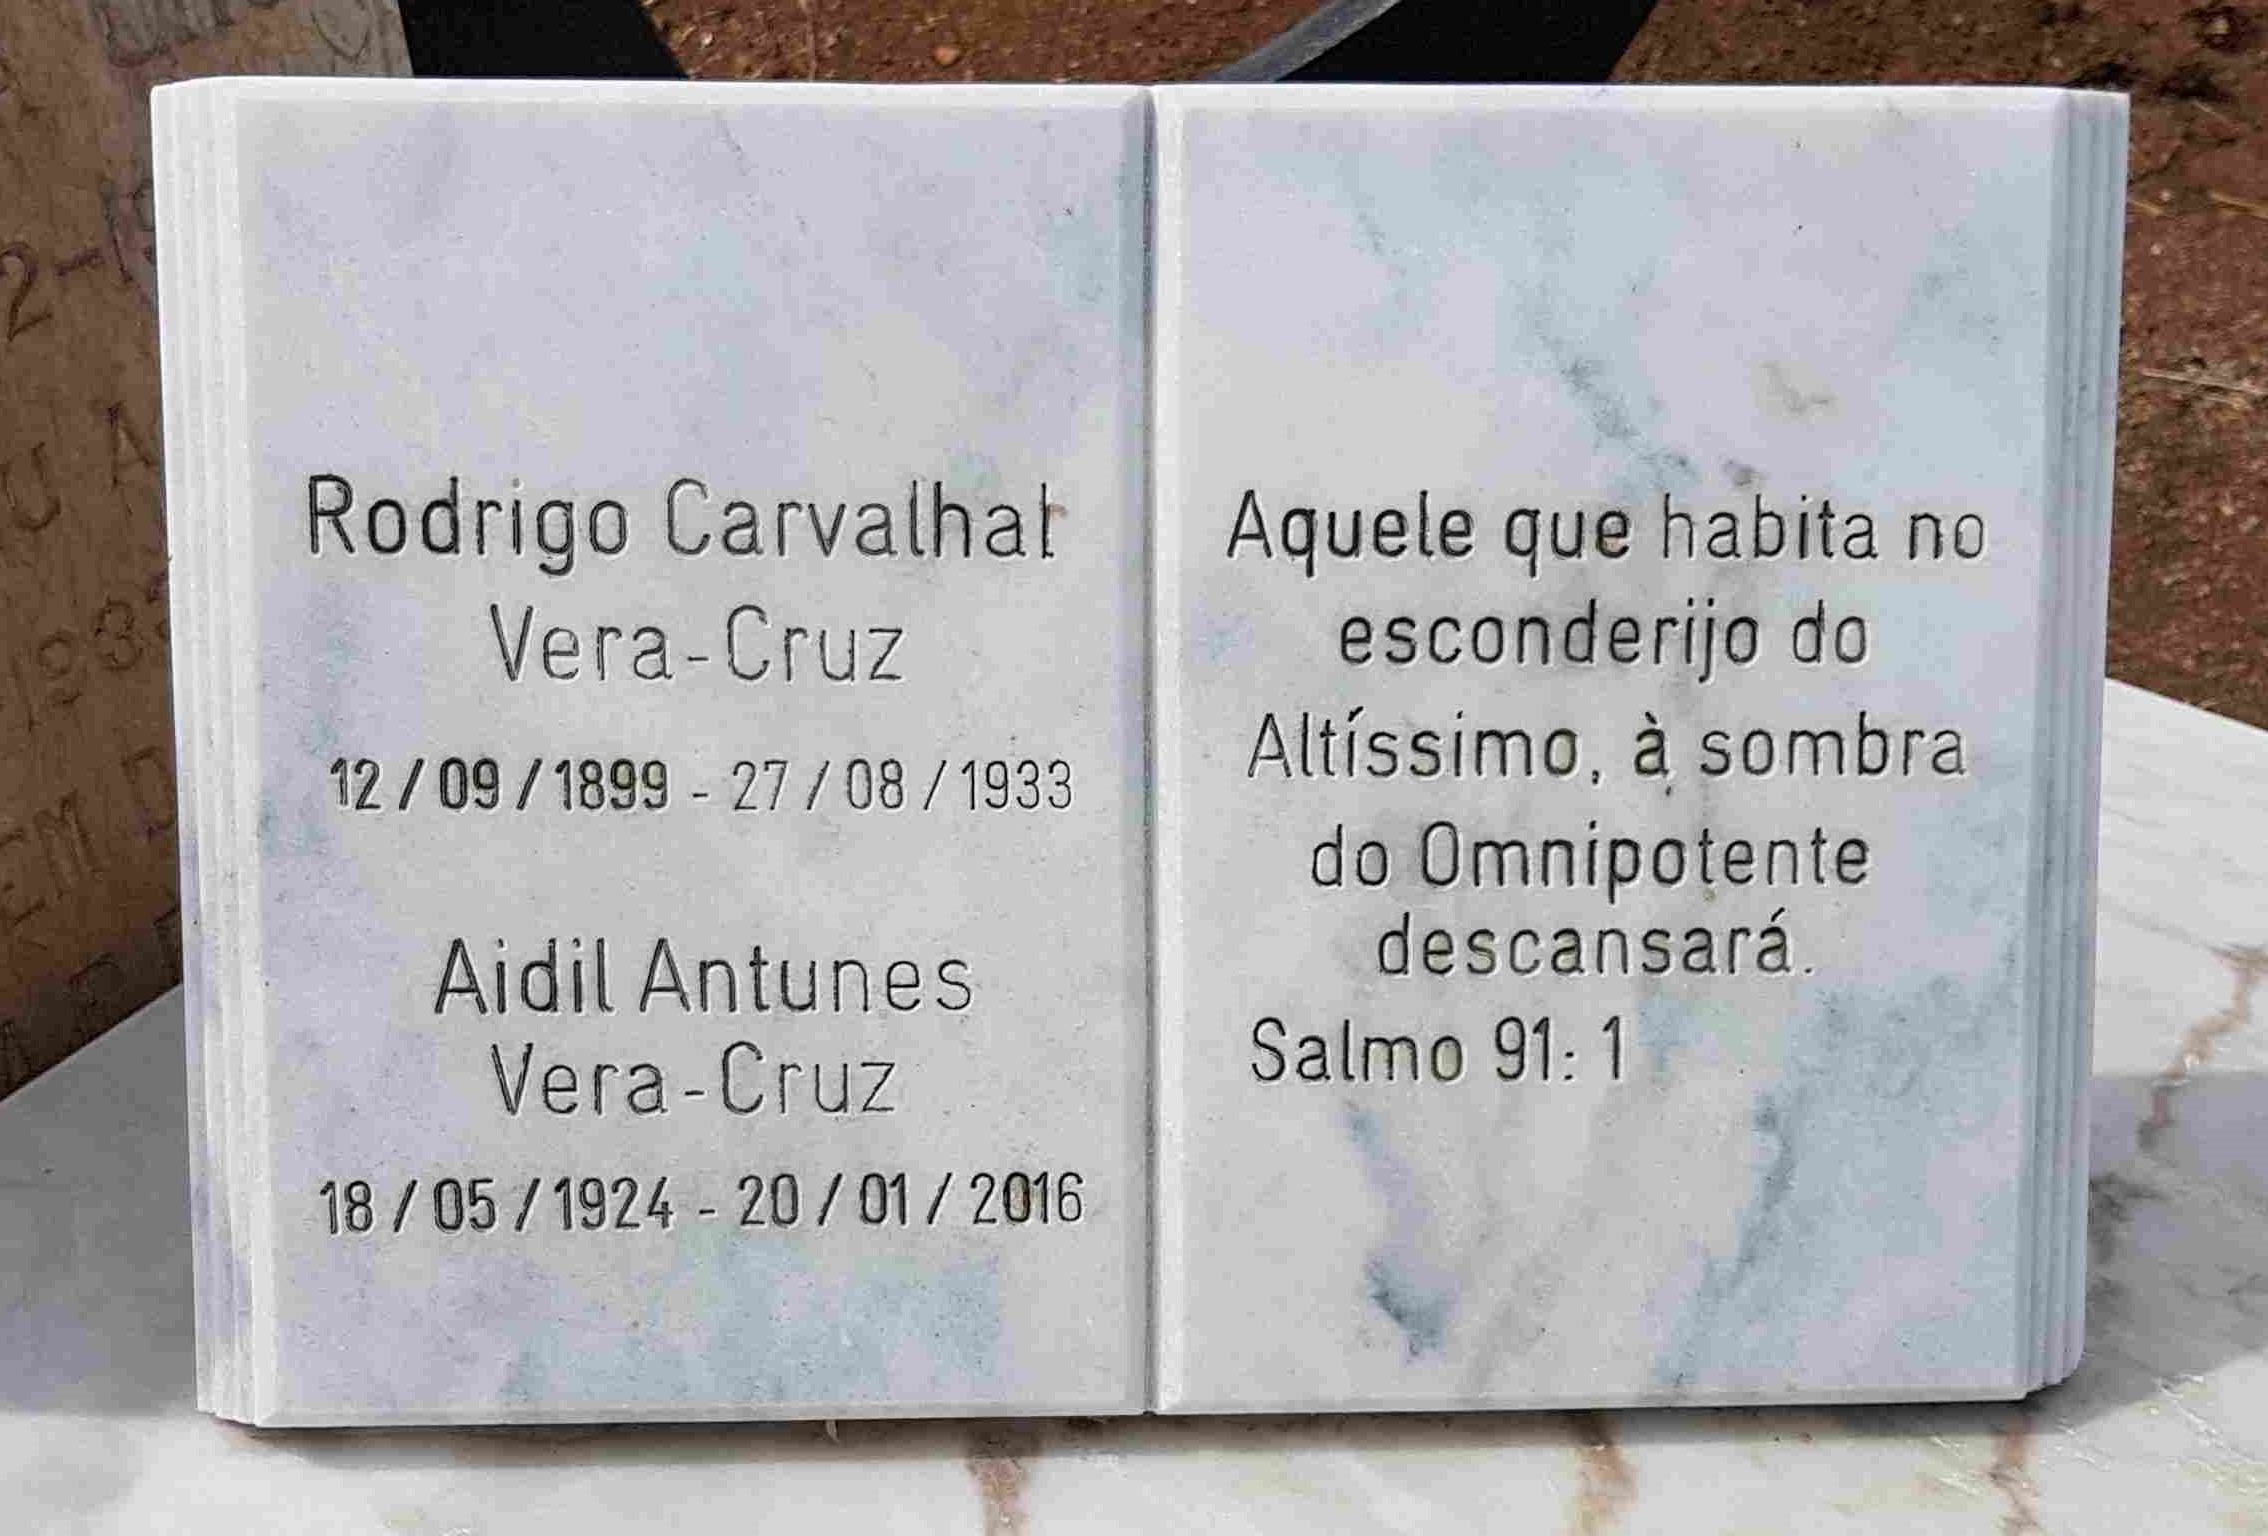 Rodrigo Carvalhal
Vera-Cruz
12/09/1899 - 27/08/1933
Aidil Antunes
Vera-Cruz
18/05/1924 - 20/01/2016
Aquele que habita no
esconderijo do
Altíssimo, à sombra
do Omnipotente
descansará.
Salmo 91: 1